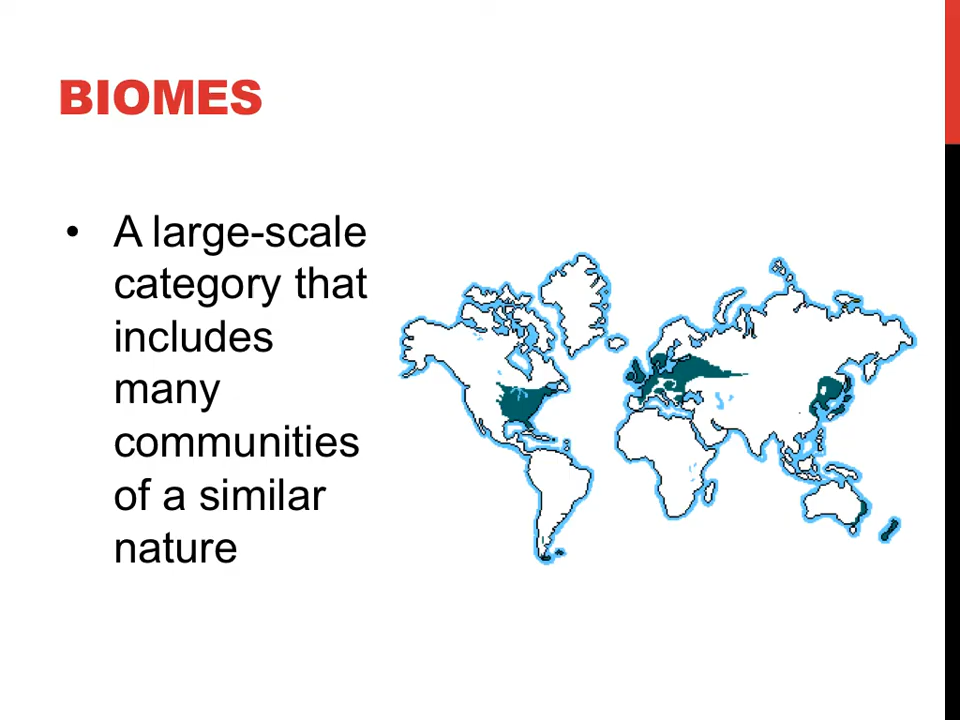 BIOMES
• A large-scale
category that
includes
many
communities
of a similar
nature